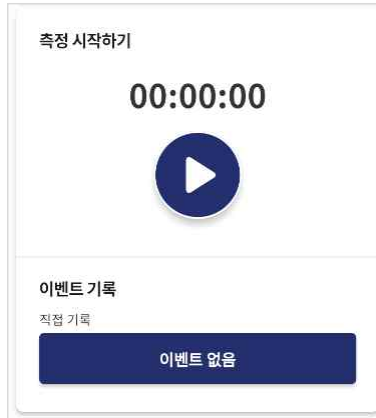 측정 시작하기
00:00:00
이벤트 기록
직접 기록
이벤트 없음